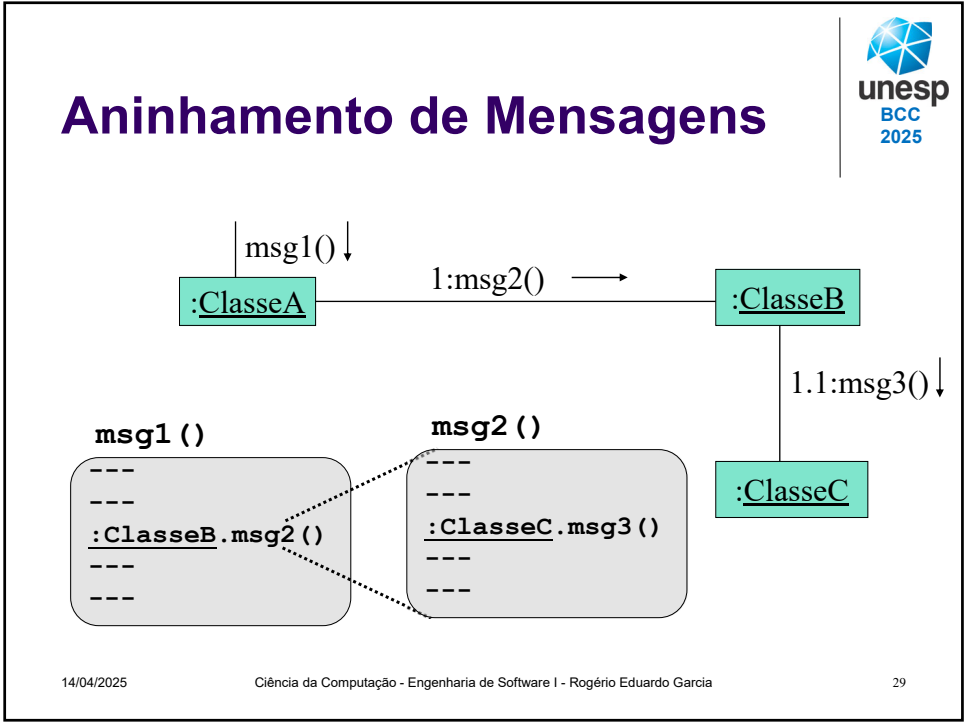 unesp
BCC
2025
Aninhamento de Mensagens
msg1()
1:msg2()
:ClasseA
:ClasseB
1.1:msg3()
:ClasseC
msg1()
---
---
:ClasseB.msg2()
---
---
msg2()
---
---
:ClasseC.msg3()
---
---
14/04/2025
Ciência da Computação - Engenharia de Software I - Rogério Eduardo Garcia
29